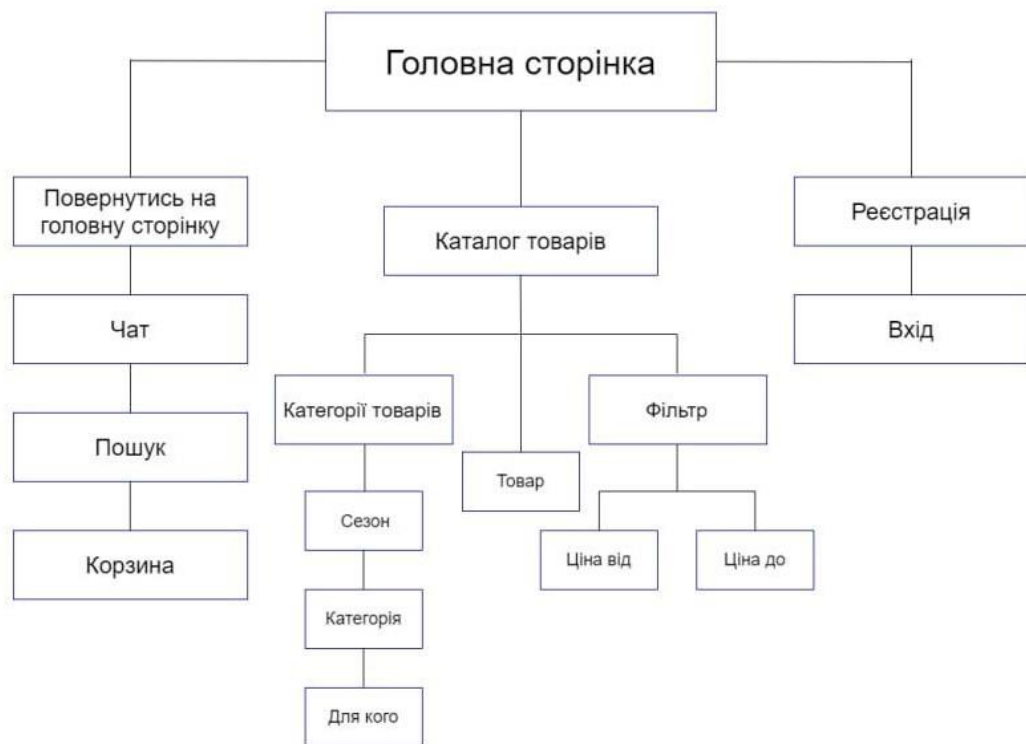 Головна сторінка
Повернутись на
головну сторінку
Чат
Пошук
Корзина
Каталог товарів
Категорії товарів
Сезон
Категорія
Для кого
Товар
Фільтр
Ціна від
Ціна до
Реєстрація
Вхід